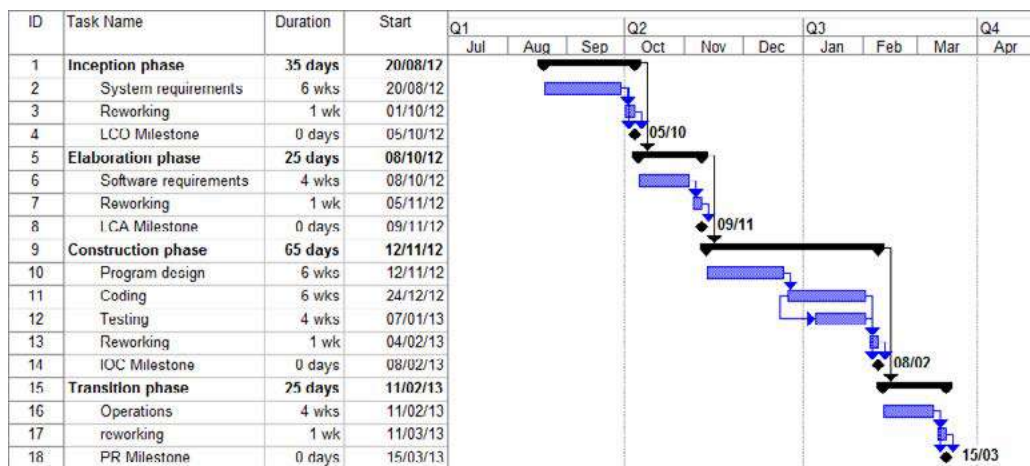 ID Task Name Duration Start Q1 Q2 Q3 Q4
Jul Aug Sep Oct Nov Dec Jan Feb Mar Apr
1 Inception phase 35 days 20/08/12
2 System requirements 6 wks 20/08/12
3 Reworking 1 wk 01/10/12
4 LCO Milestone 0 days 05/10/12 05/10
5 Elaboration phase 25 days 08/10/12
6 Software requirements 4 wks 08/10/12
7 Reworking 1 wk 05/11/12
8 LCA Milestone 0 days 09/11/12 09/11
9 Construction phase 65 days 12/11/12
10 Program design 6 wks 12/11/12
11 Coding 6 wks 24/12/12
12 Testing 4 wks 07/01/13
13 Reworking 1 wk 04/02/13
14 IOC Milestone 0 days 08/02/13 08/02
15 Transition phase 25 days 11/02/13
16 Operations 4 wks 11/02/13
17 reworking 1 wk 11/03/13
18 PR Milestone 0 days 15/03/13 15/03